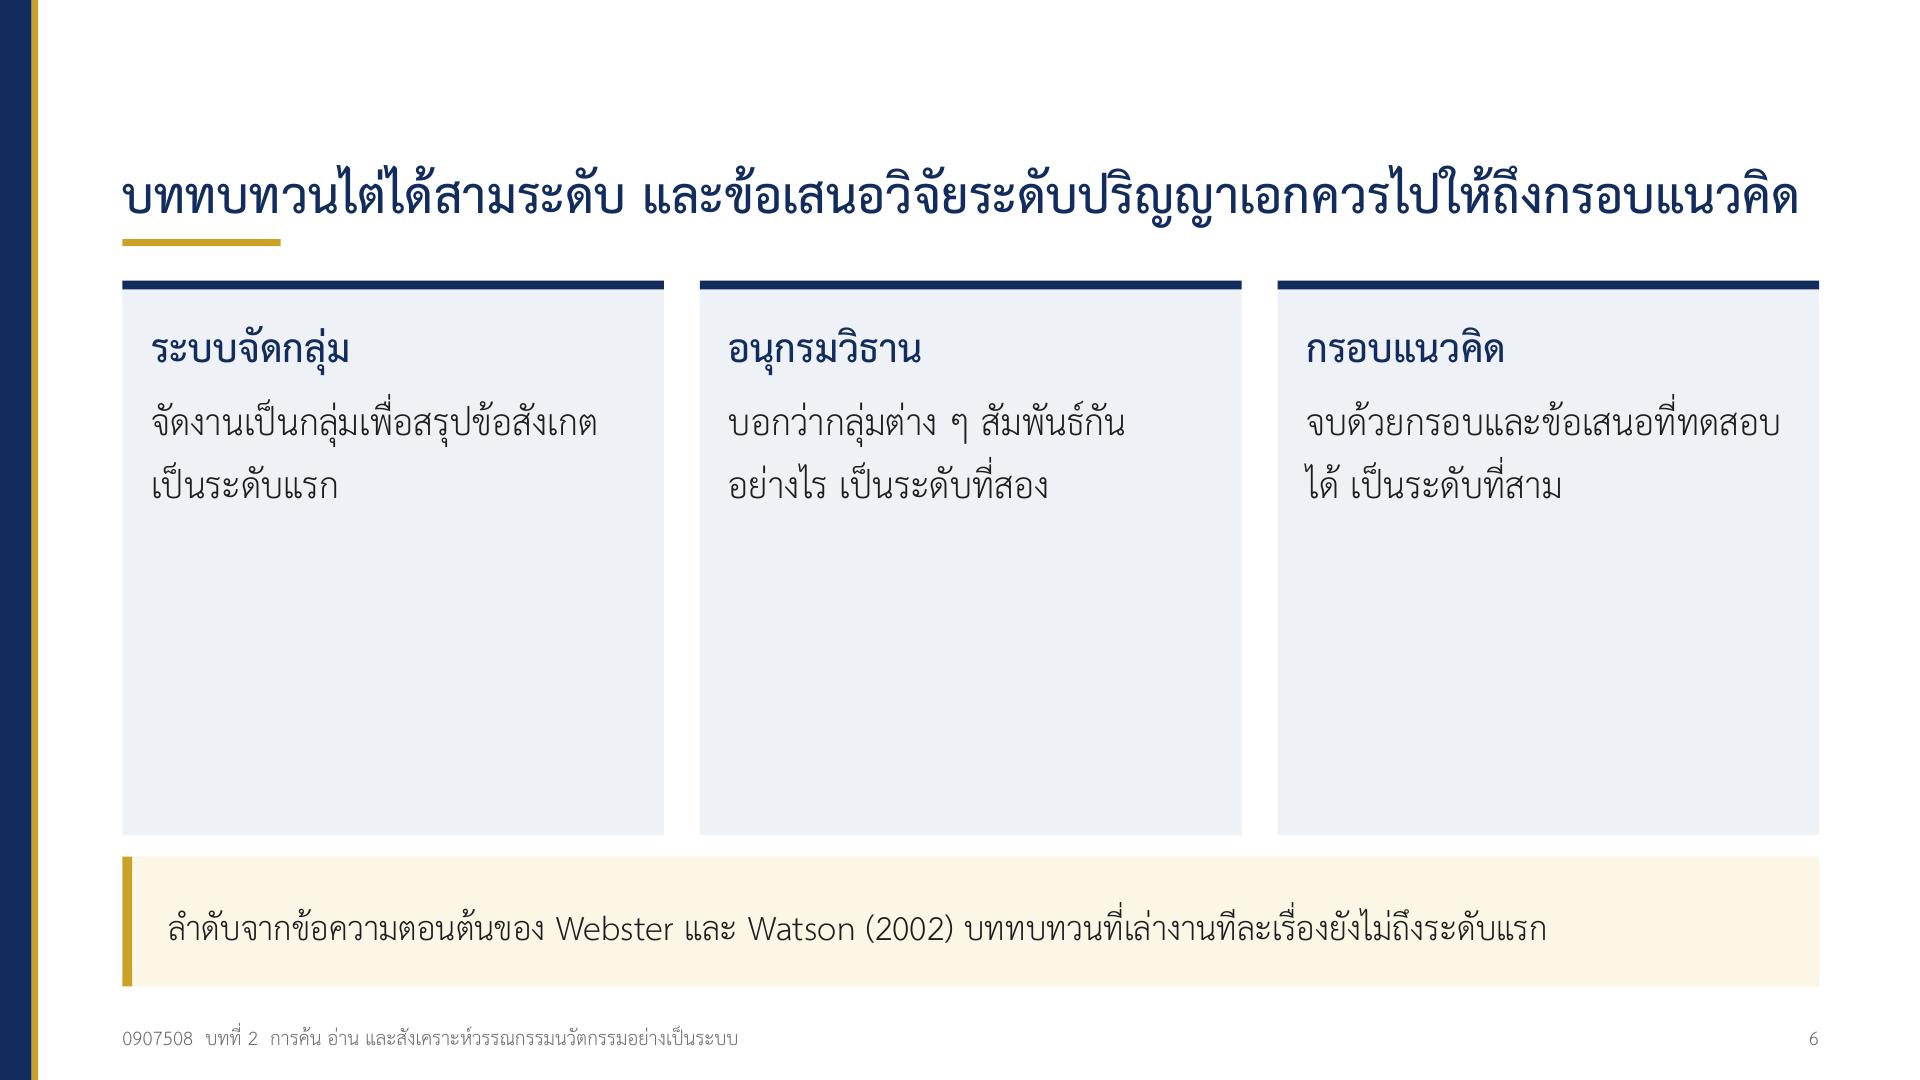 บททบทวนไต่ได้สามระดับ และข้อเสนอวิจัยระดับปริญญาเอกควรไปให้ถึงกรอบแนวคิด
ระบบจัดกลุ่ม
จัดงานเป็นกลุ่มเพื่อสรุปข้อสังเกต
เป็นระดับแรก
อนุกรมวิธาน
บอกว่ากลุ่มต่าง ๆ สัมพันธ์กัน
อย่างไร เป็นระดับที่สอง
กรอบแนวคิด
จบด้วยกรอบและข้อเสนอที่ทดสอบ
ได้ เป็นระดับที่สาม
ลำดับจากข้อความตอนต้นของ Webster และ Watson (2002) บททบทวนที่เล่างานทีละเรื่องยังไม่ถึงระดับแรก
0907508 บทที่ 2 การค้น อ่าน และสังเคราะห์วรรณกรรมนวัตกรรมอย่างเป็นระบบ
6